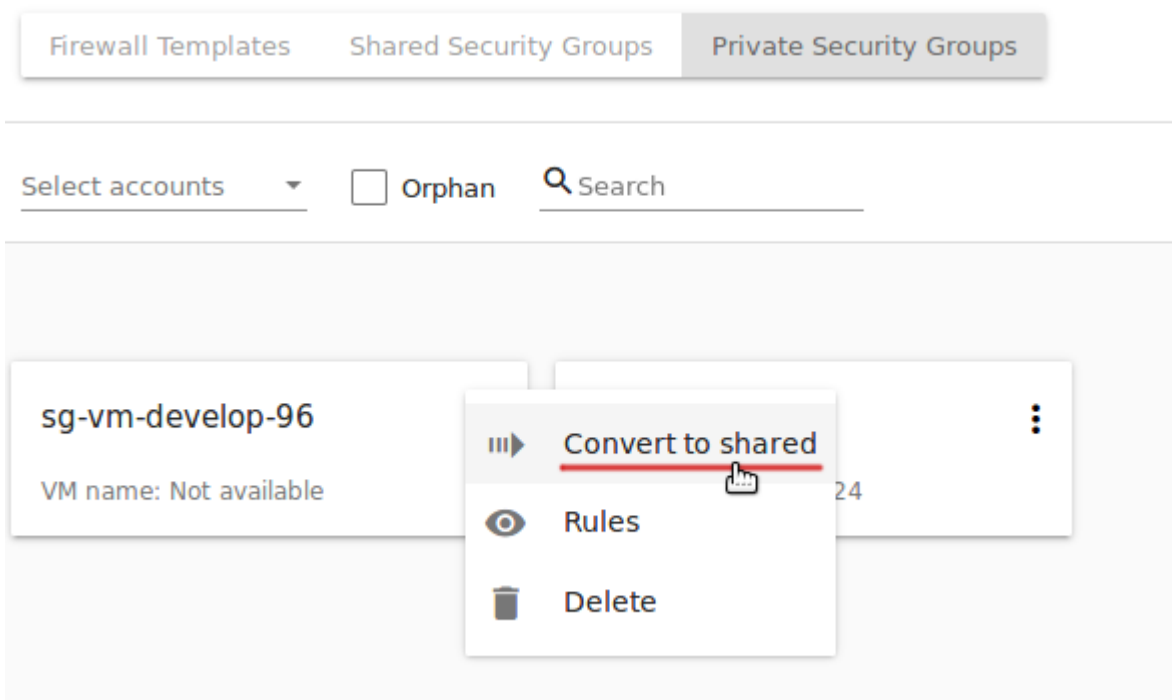 Firewall Templates Shared Security Groups Private Security Groups
Select accounts Orphan Search
sg-vm-develop-96
VM name: Not available
24
Convert to shared
Rules
Delete